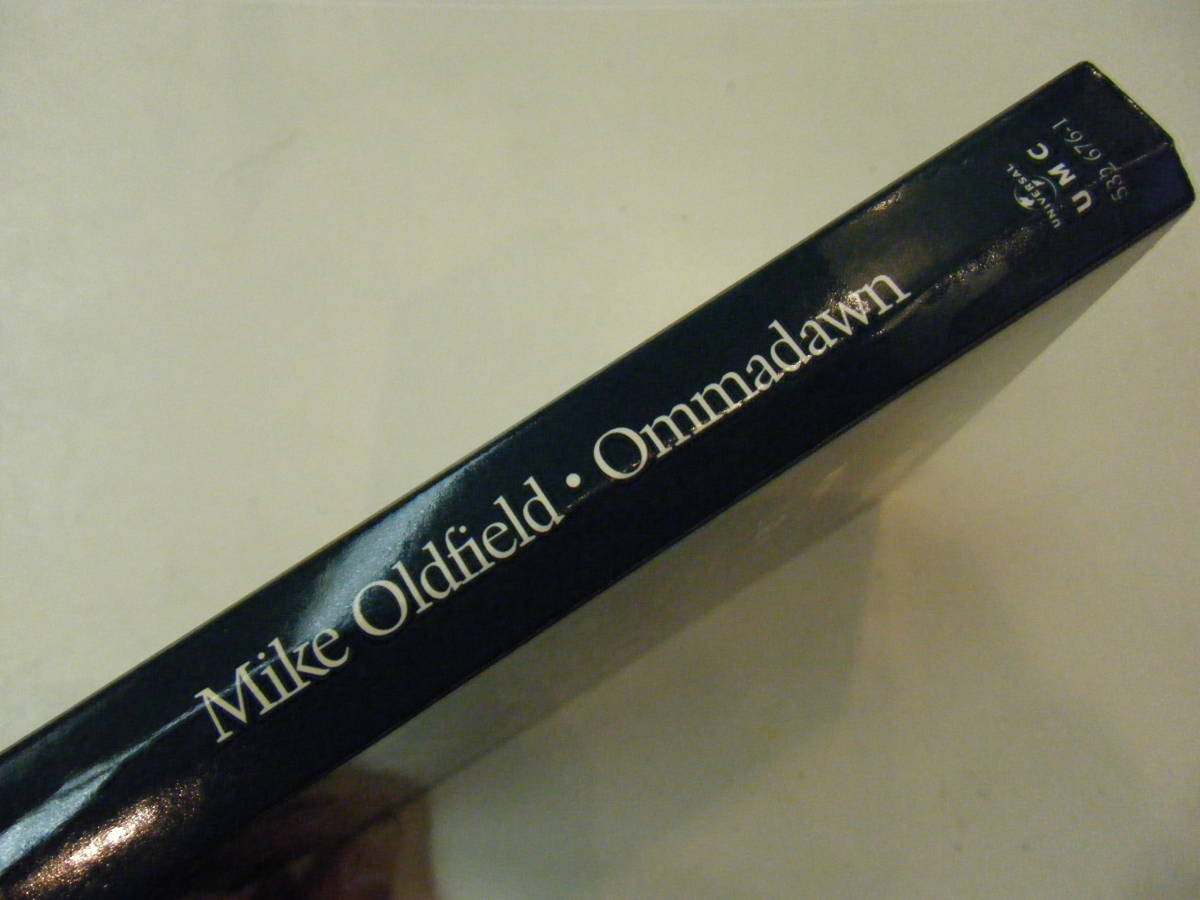 Mike Oldfield • Ommadawn
UNIVERSAL
UMC
532 676-1